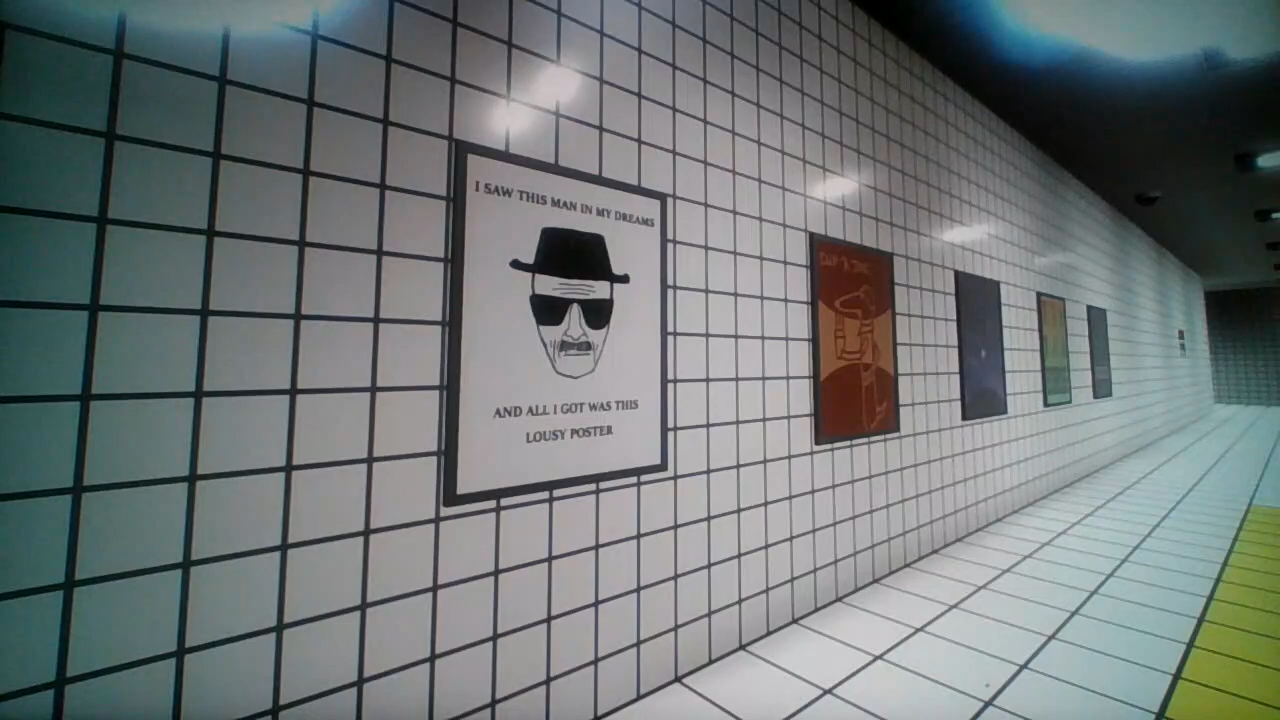 I SAW THIS MAN IN MY DREAMS
AND ALL I GOT WAS THIS
LOUSY POSTER